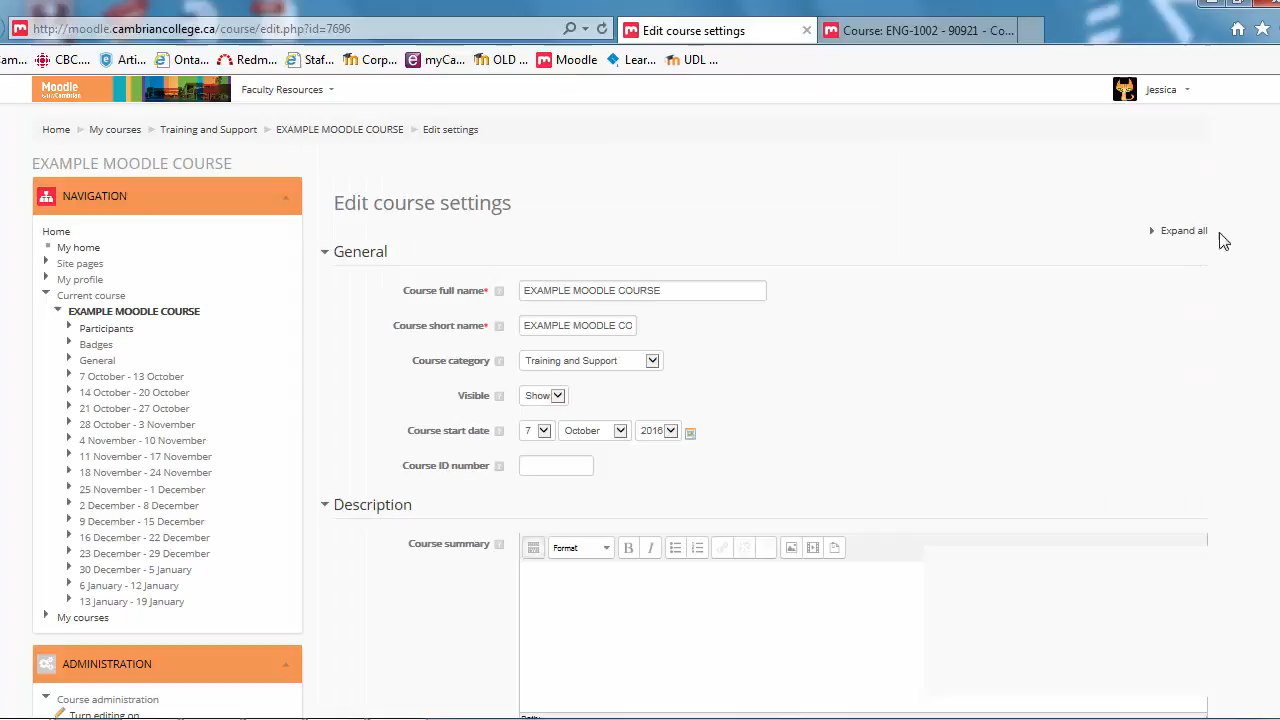 http://moodle.cambriancollege.ca/course/edit.php?id=7696
Edit course settings
Course: ENG-1002 - 90921 - Co...
CBC... Arti... Onta... Redm... Staf... Corp... myCa... OLD ... Moodle Lear... UDL ...
Moodle
Faculty Resources
Jessica
Home My courses Training and Support EXAMPLE MOODLE COURSE Edit settings
EXAMPLE MOODLE COURSE
NAVIGATION
Home
My home
Site pages
My profile
Current course
EXAMPLE MOODLE COURSE
Participants
Badges
General
7 October - 13 October
14 October - 20 October
21 October - 27 October
28 October - 3 November
4 November - 10 November
11 November - 17 November
18 November - 24 November
25 November - 1 December
2 December - 8 December
9 December - 15 December
16 December - 22 December
23 December - 29 December
30 December - 5 January
6 January - 12 January
13 January - 19 January
My courses
ADMINISTRATION
Course administration
Turn editing on
Edit course settings
Expand all
General
Course full name* EXAMPLE MOODLE COURSE
Course short name* EXAMPLE MOODLE CO
Course category Training and Support
Visible Show
Course start date 7 October 2016
Course ID number
Description
Course summary
Format B I